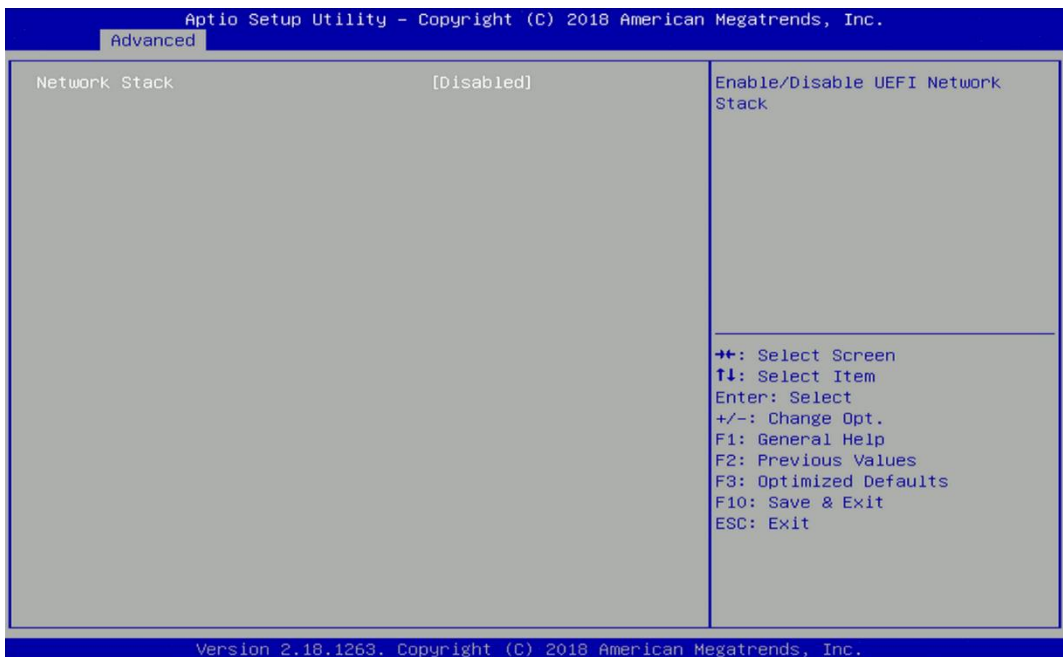 Aptio Setup Utility – Copyright (C) 2018 American Megatrends, Inc.
Advanced
Network Stack [Disabled]
Enable/Disable UEFI Network
Stack
→←: Select Screen
↑↓: Select Item
Enter: Select
+/-: Change Opt.
F1: General Help
F2: Previous Values
F3: Optimized Defaults
F10: Save & Exit
ESC: Exit
Version 2.18.1263. Copyright (C) 2018 American Megatrends, Inc.